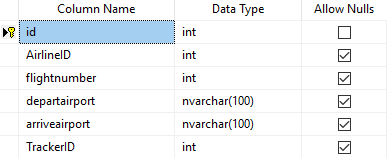 Column Name Data Type Allow Nulls
id int
AirlineID int
flightnumber int
departairport nvarchar(100)
arriveairport nvarchar(100)
TrackerID int